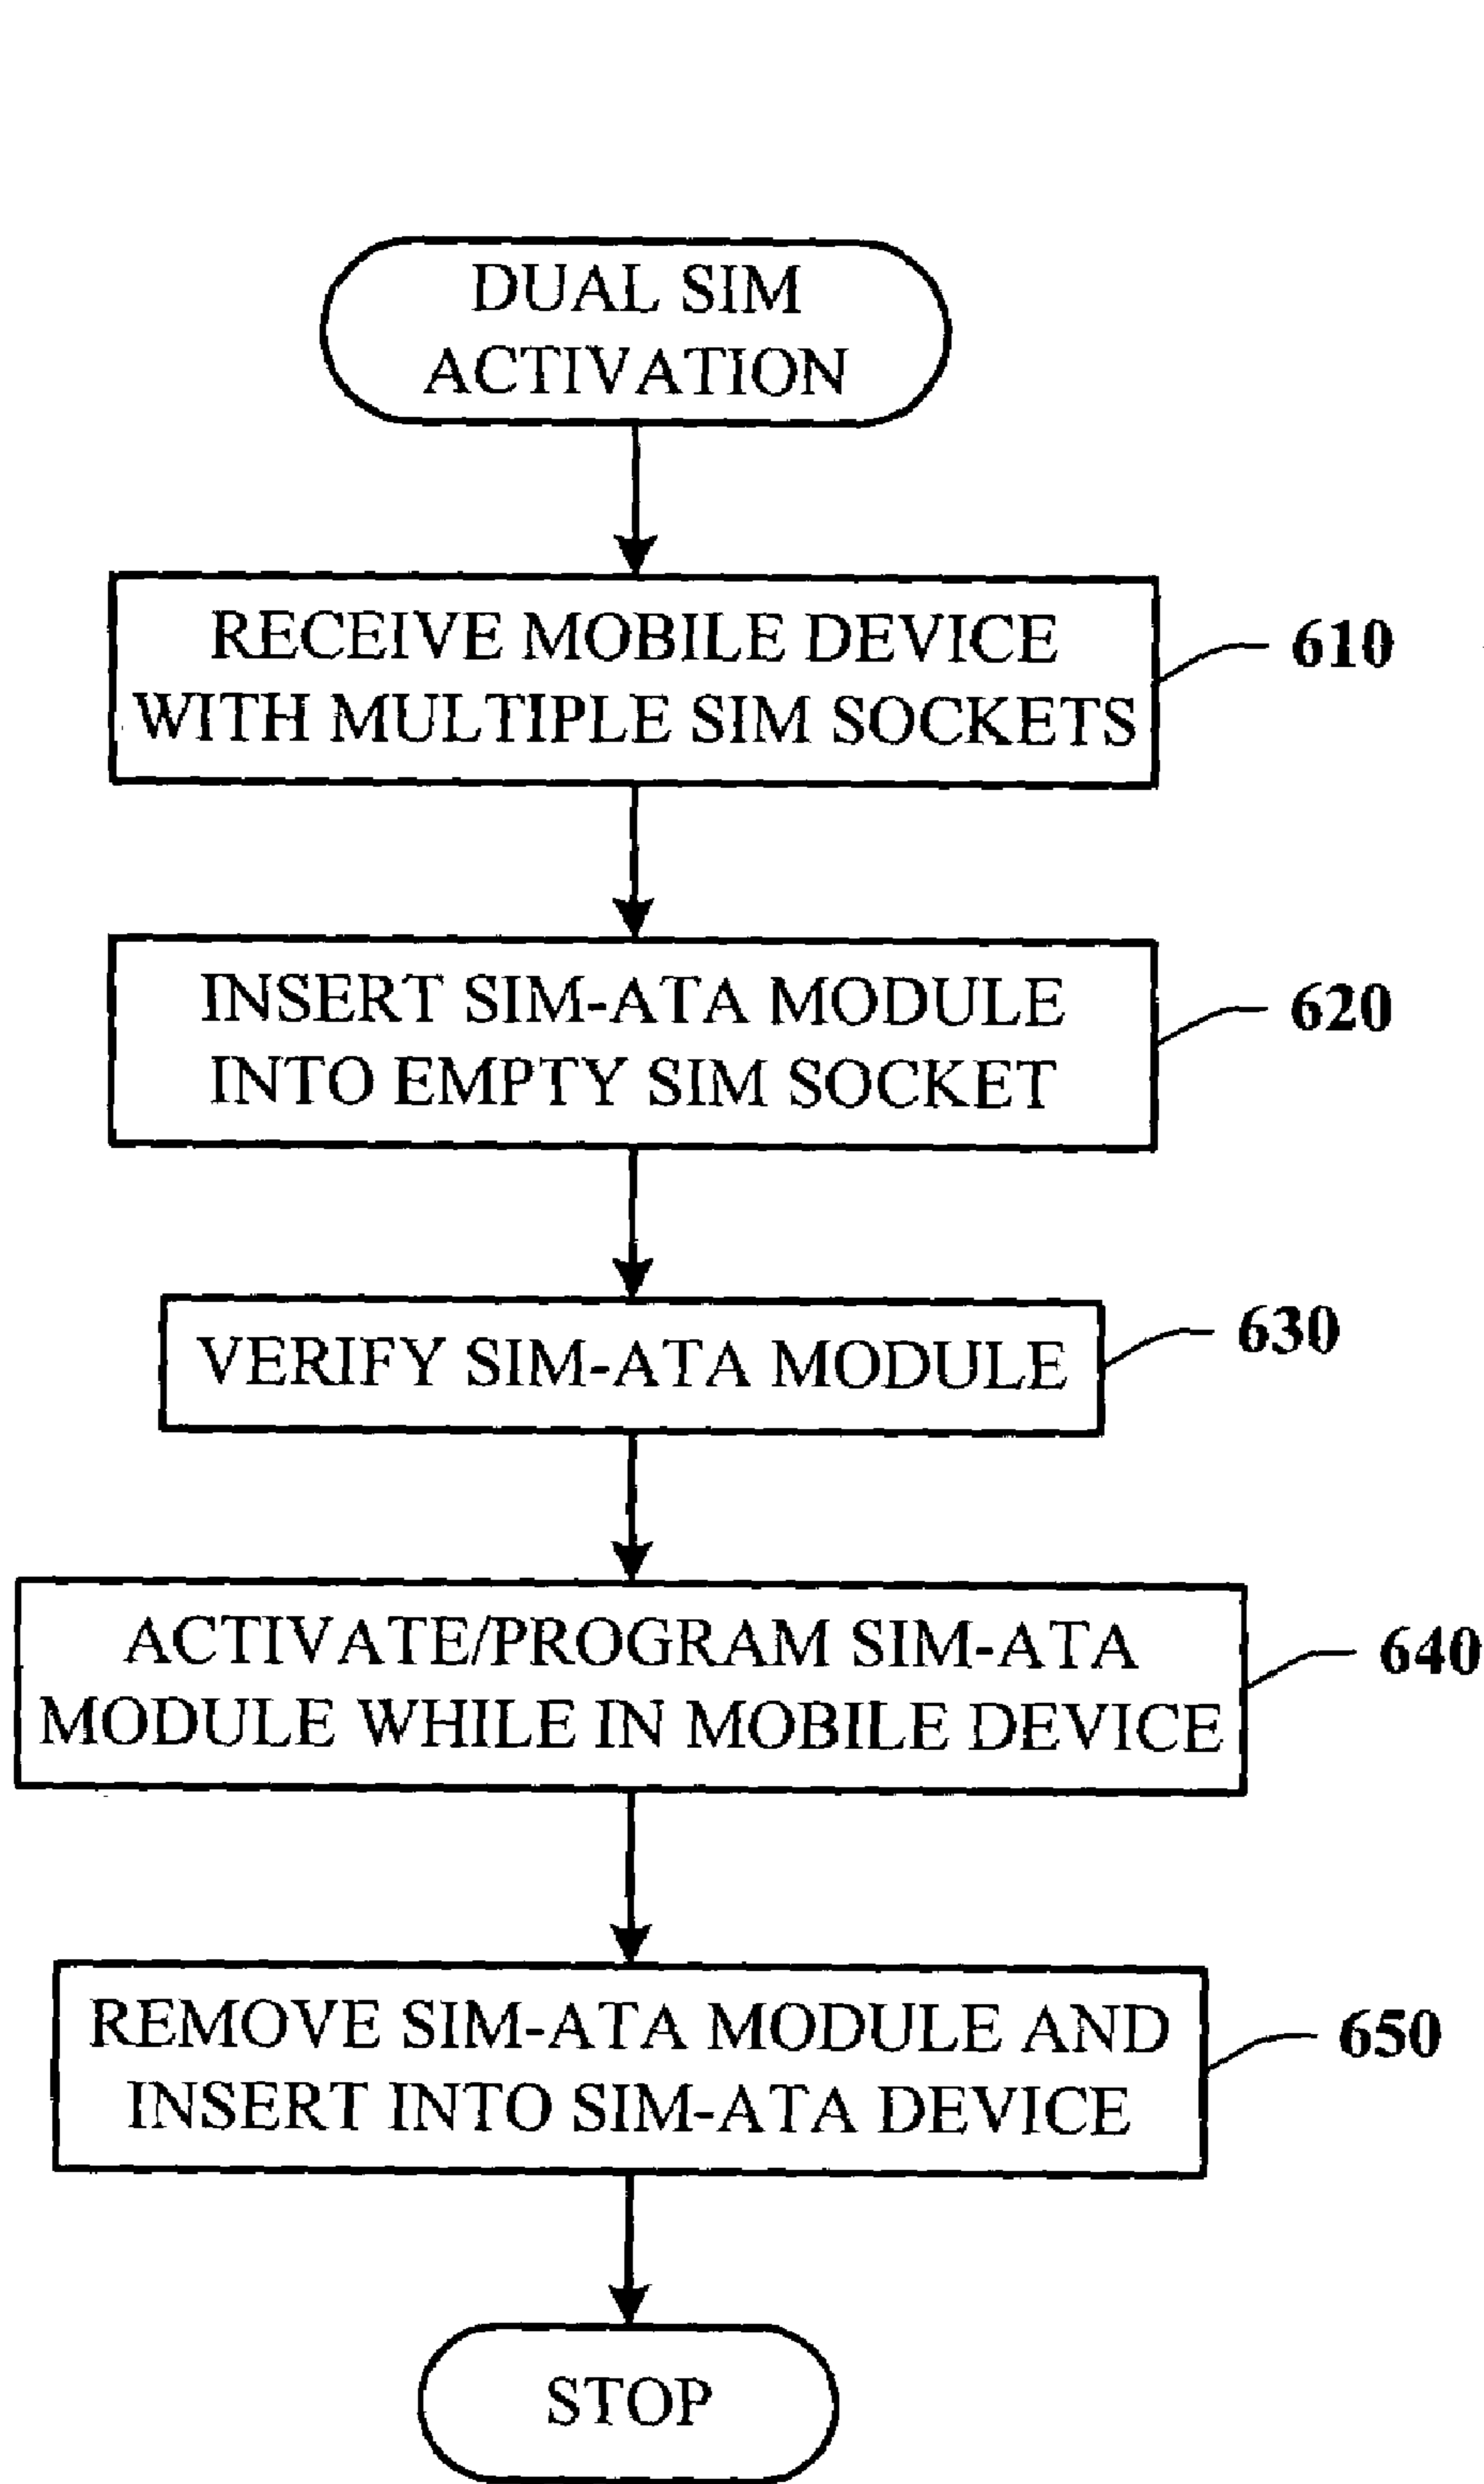 DUAL SIM
ACTIVATION
RECEIVE MOBILE DEVICE
WITH MULTIPLE SIM SOCKETS
610
INSERT SIM-ATA MODULE
INTO EMPTY SIM SOCKET
620
VERIFY SIM-ATA MODULE
630
ACTIVATE/PROGRAM SIM-ATA
MODULE WHILE IN MOBILE DEVICE
640
REMOVE SIM-ATA MODULE AND
INSERT INTO SIM-ATA DEVICE
650
STOP